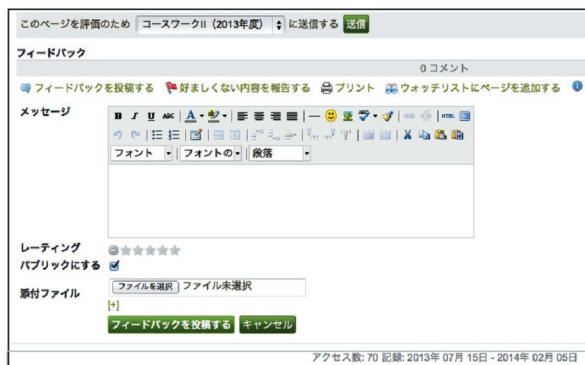 このページを評価のため コースワークII（2013年度） に送信する 送信
フィードバック
0 コメント
フィードバックを投稿する 好ましくない内容を報告する プリント ウォッチリストにページを追加する
メッセージ
B I U ABC A ab HTML
フォント フォントの 段落
レーティング
パブリックにする
添付ファイル ファイルを選択 ファイル未選択
[+]
フィードバックを投稿する キャンセル
アクセス数: 70 記録: 2013年 07月 15日 - 2014年 02月 05日